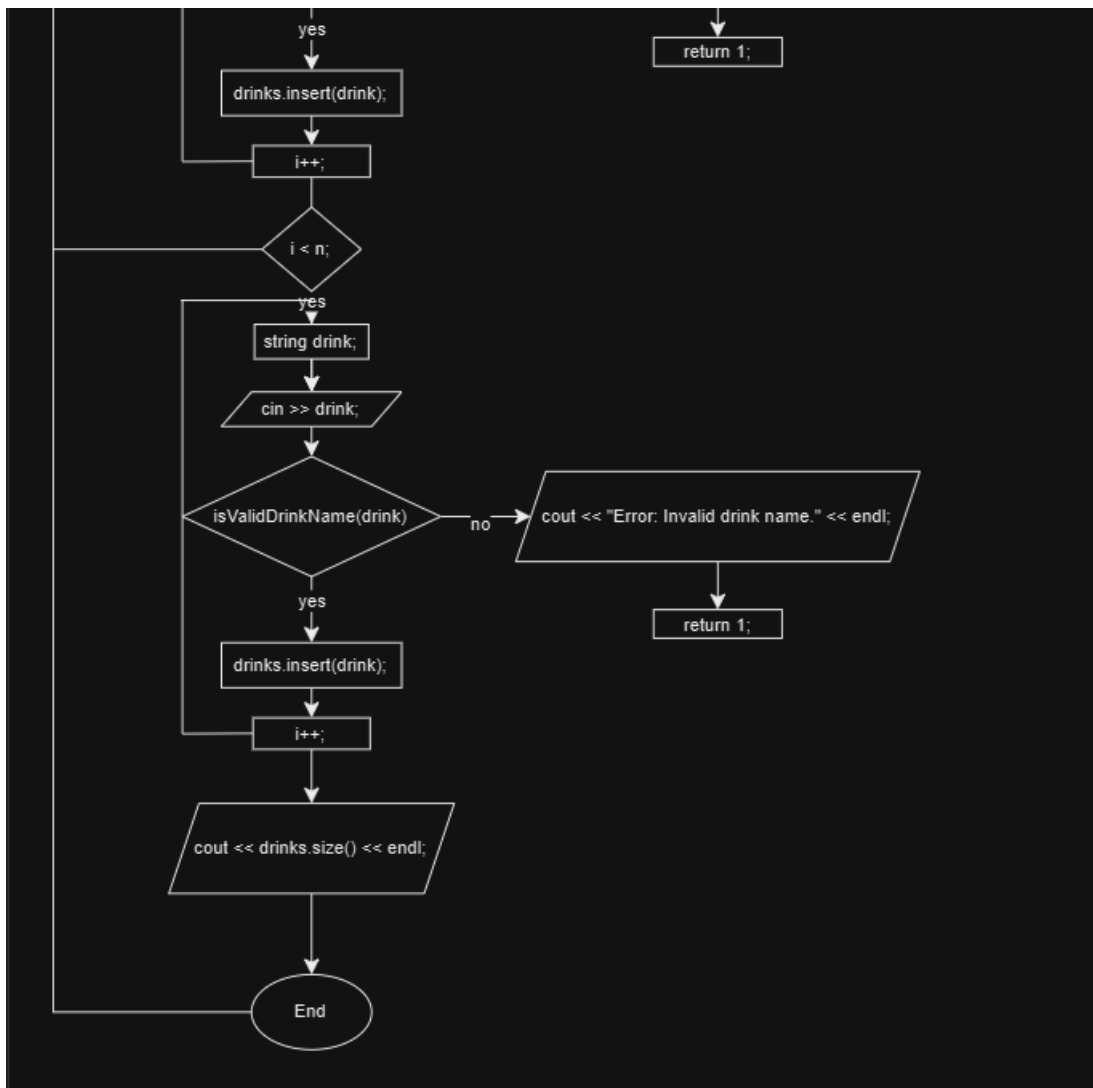 yes
return 1;
drinks.insert(drink);
i++;
i < n;
yes
string drink;
cin >> drink;
isValidDrinkName(drink)
no
cout << "Error: Invalid drink name." << endl;
yes
return 1;
drinks.insert(drink);
i++;
cout << drinks.size() << endl;
End